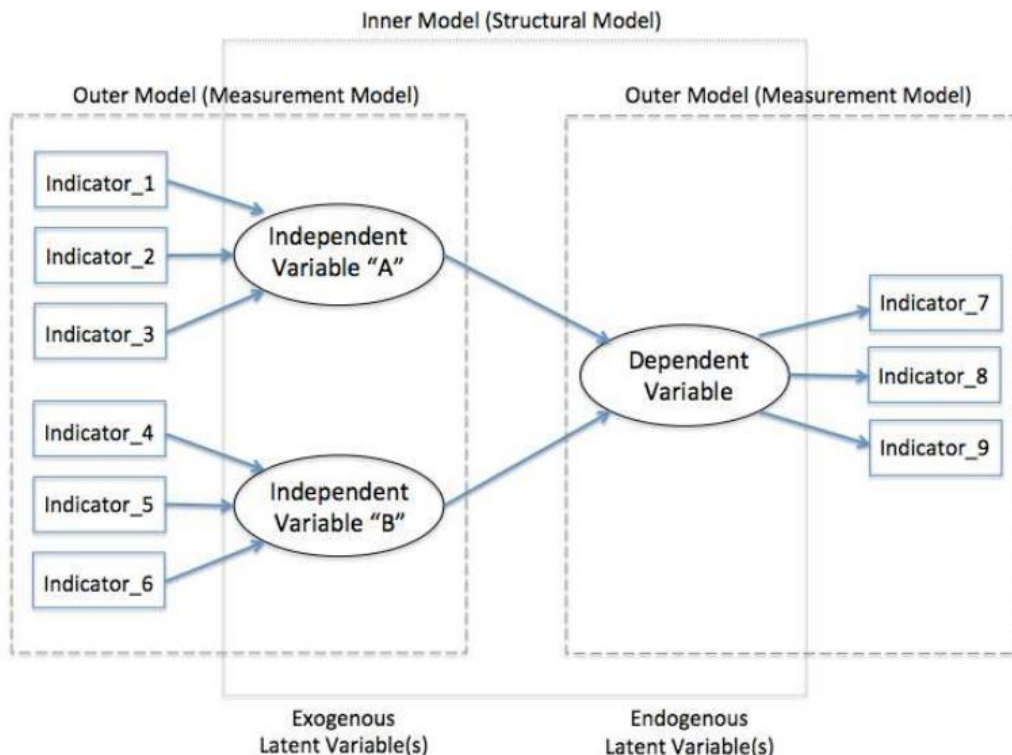 Inner Model (Structural Model)
Outer Model (Measurement Model)
Outer Model (Measurement Model)
Indicator_1
Indicator_2
Indicator_3
Independent
Variable “A”
Indicator_4
Indicator_5
Indicator_6
Independent
Variable “B”
Dependent
Variable
Indicator_7
Indicator_8
Indicator_9
Exogenous
Latent Variable(s)
Endogenous
Latent Variable(s)